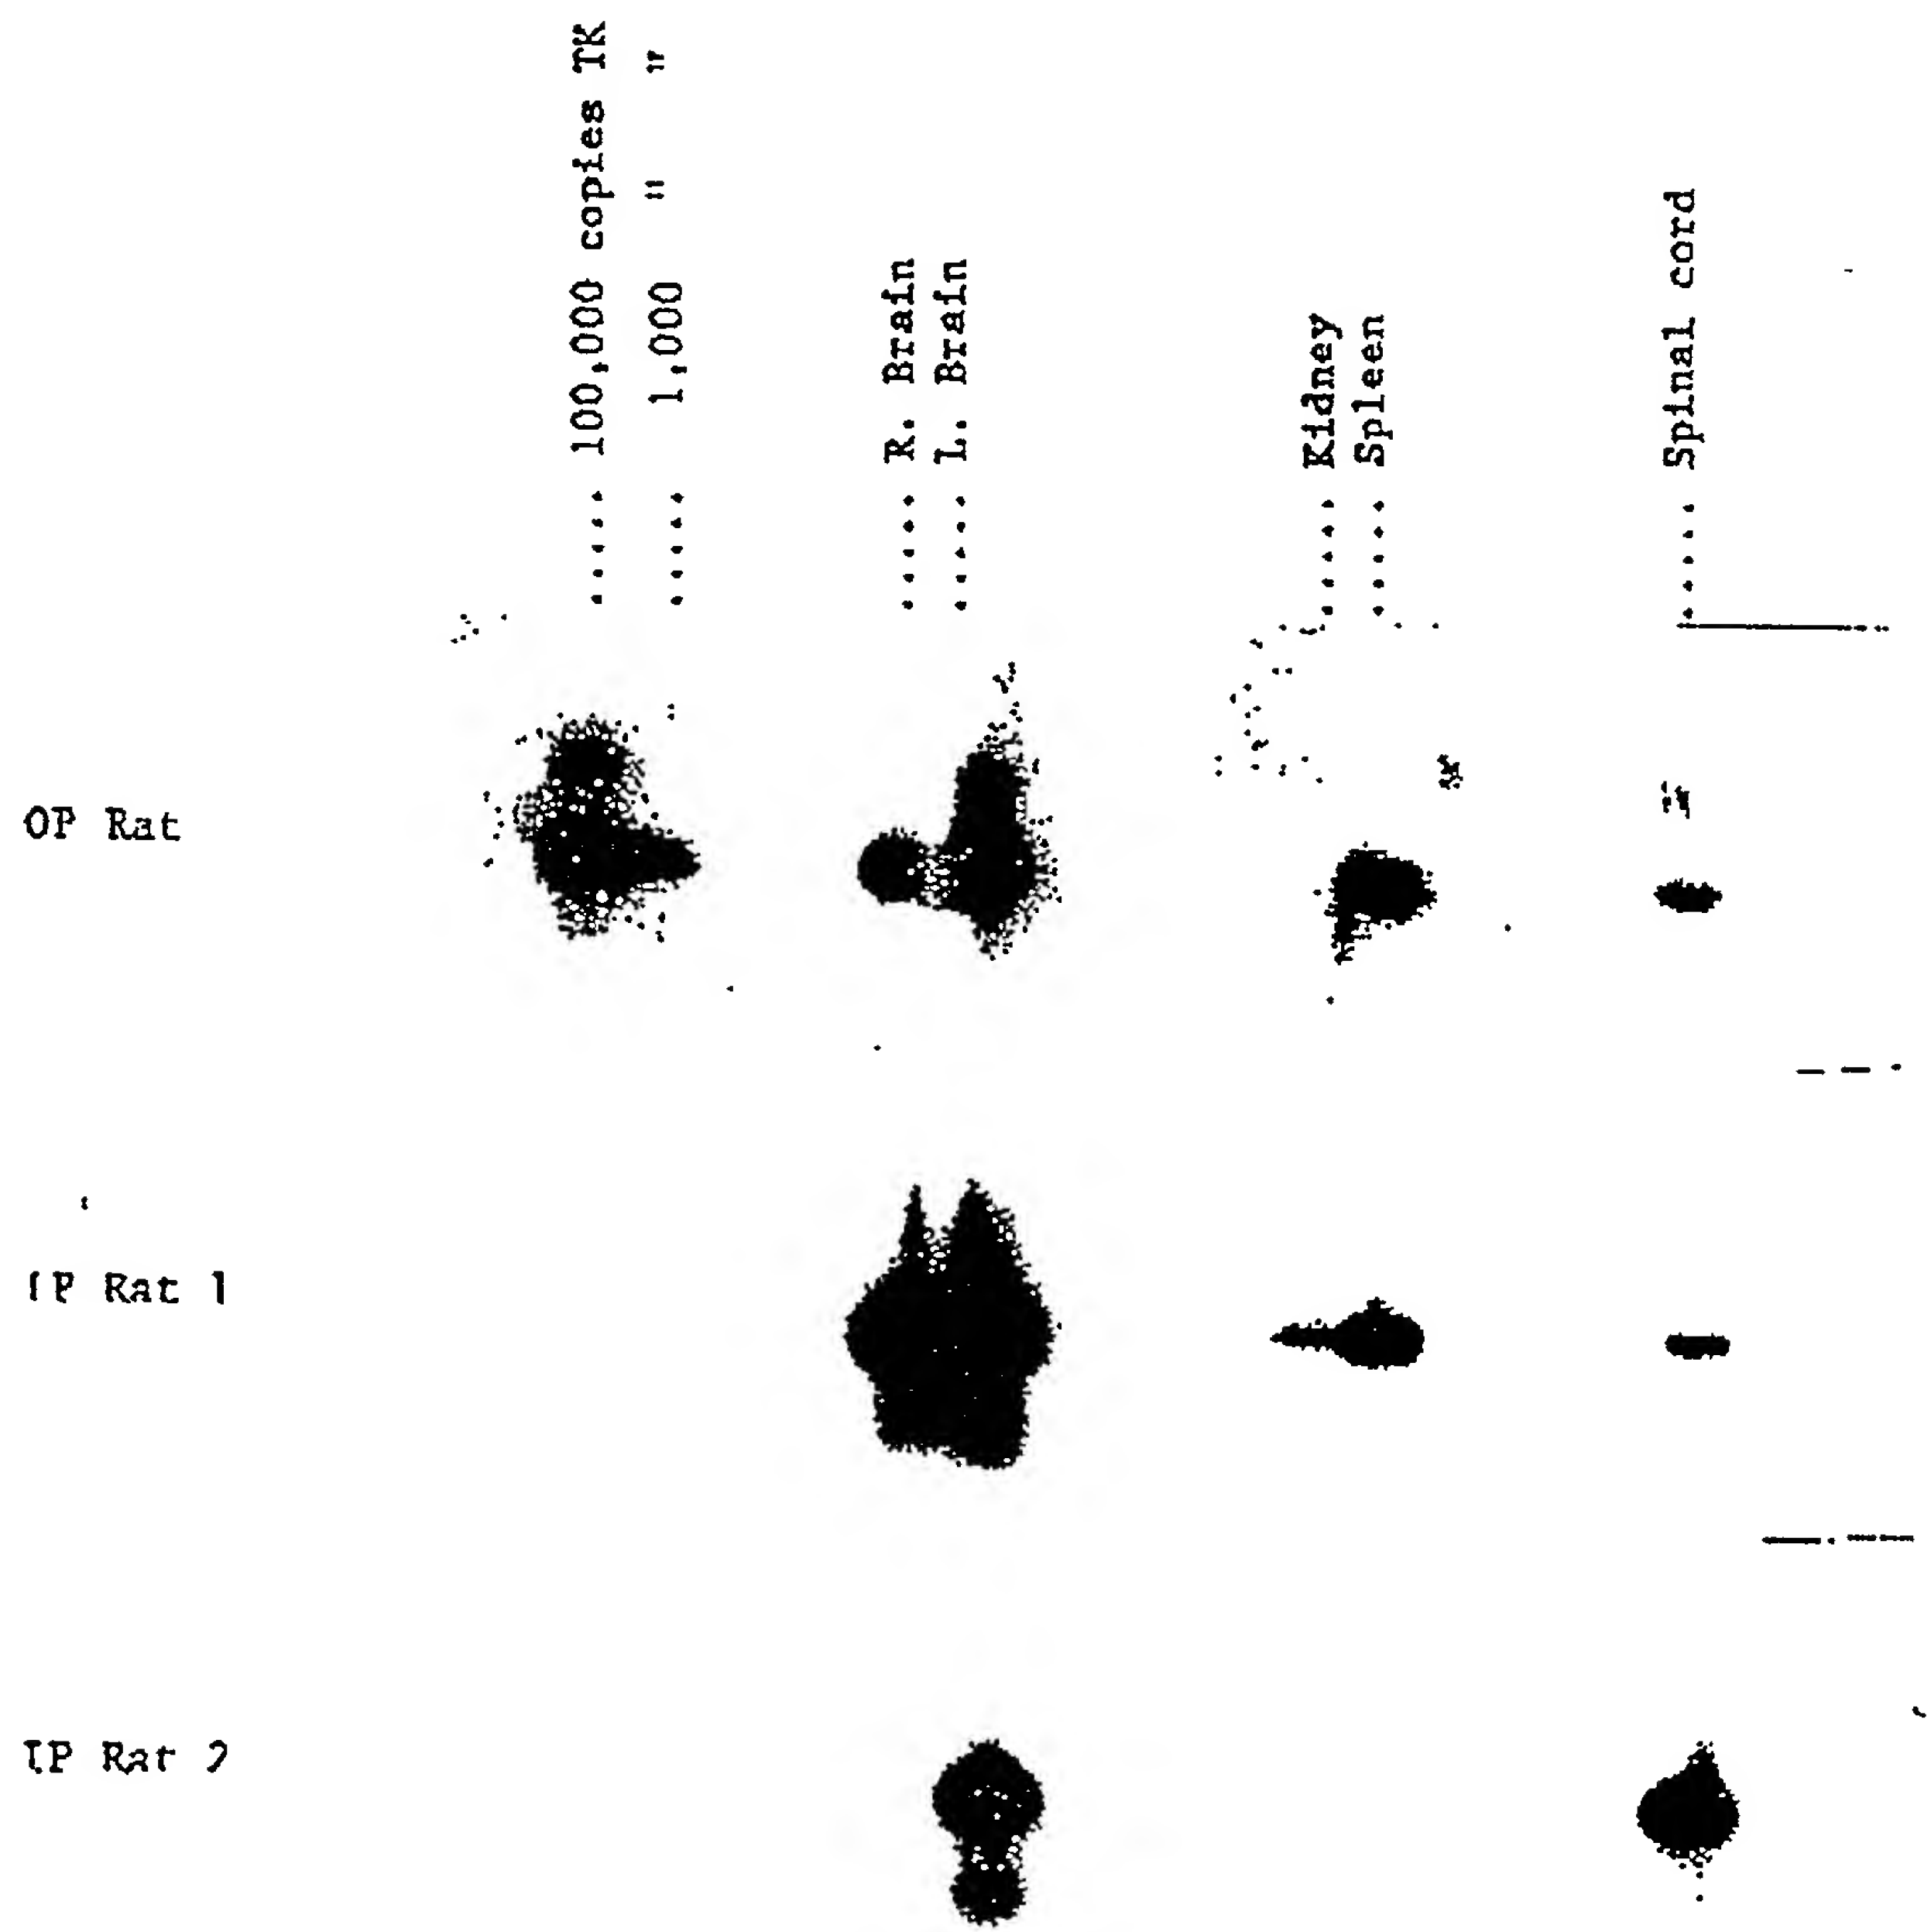 100,000 copies TK
1,000 " "
R. Brain
L. Brain
Kidney
Spleen
Spinal cord
OP Rat
IP Rat 1
IP Rat 2